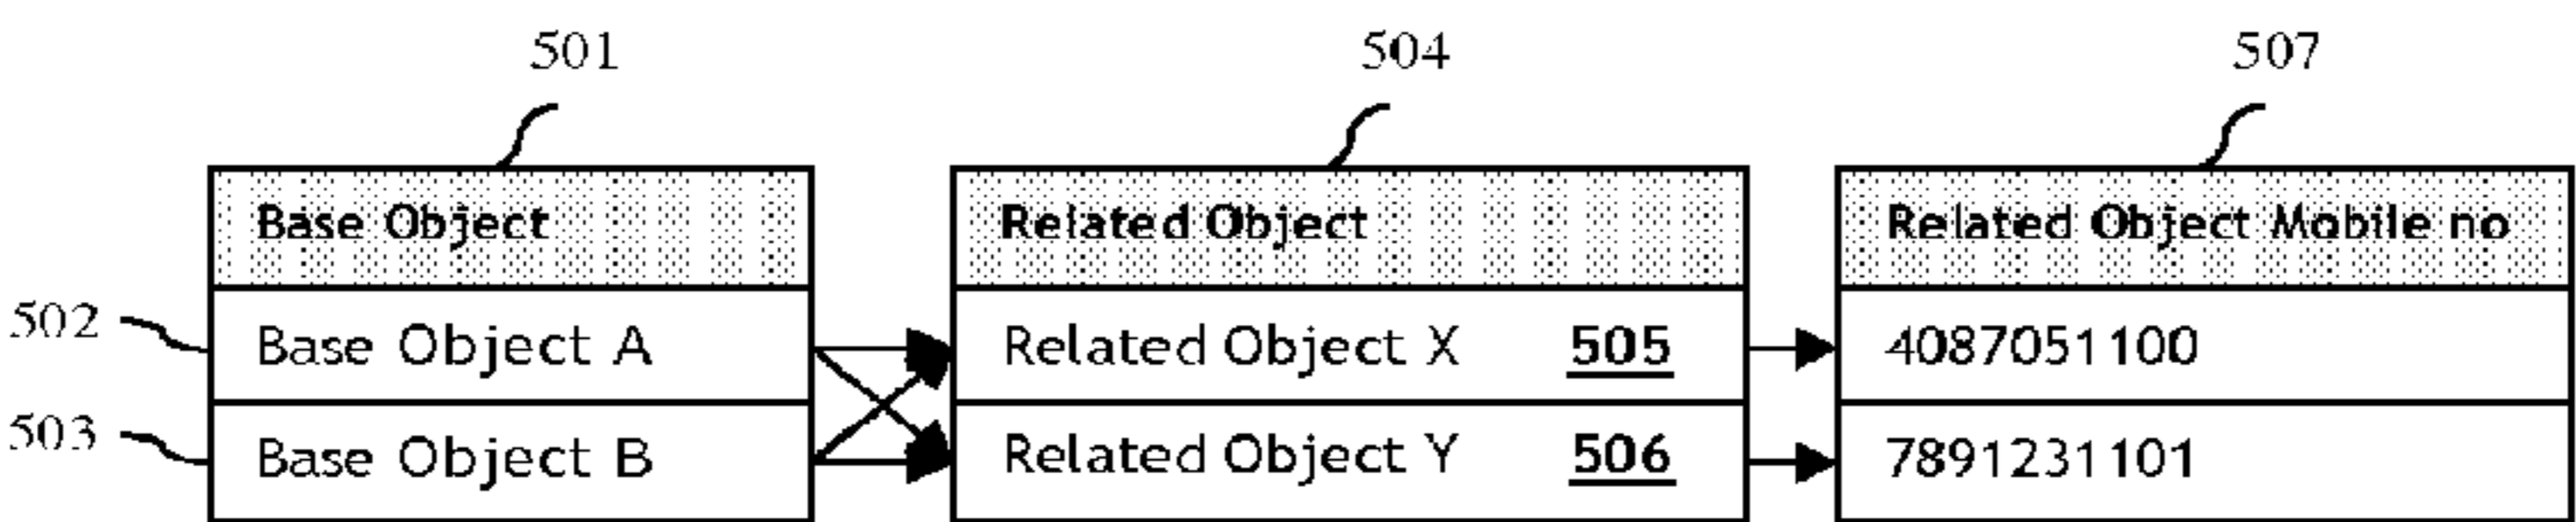 501 504 507
Base Object Related Object Related Object Mobile no
502 Base Object A Related Object X 505 4087051100
503 Base Object B Related Object Y 506 7891231101